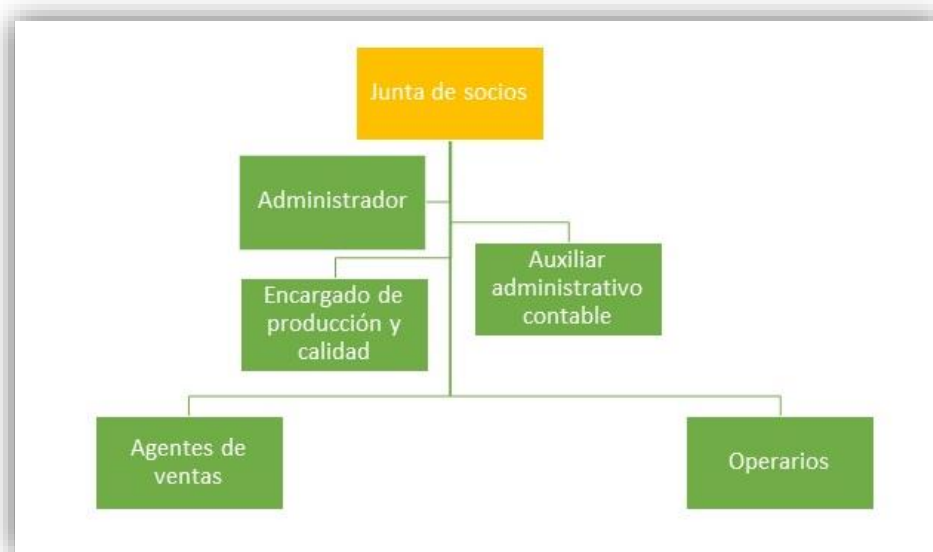 Junta de socios
Administrador
Auxiliar
administrativo
contable
Encargado de
producción y
calidad
Agentes de
ventas
Operarios